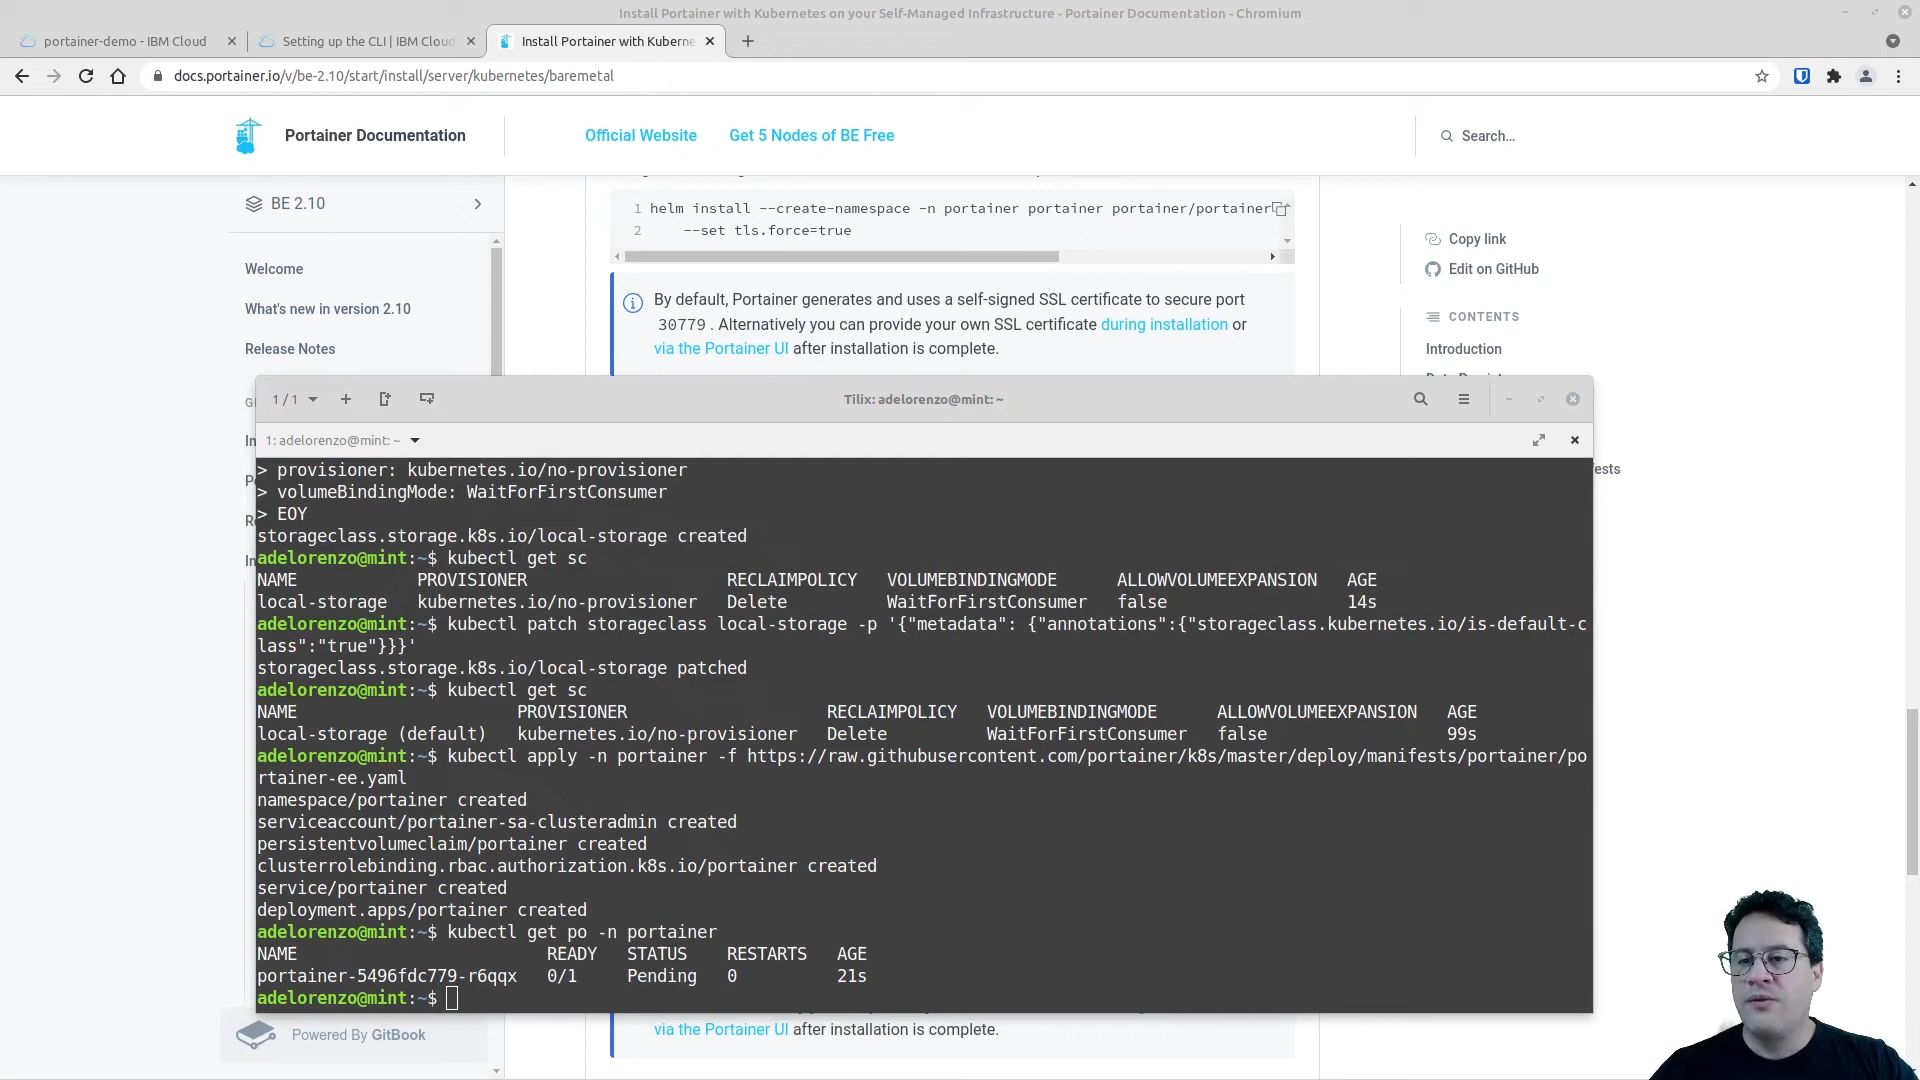 Install Portainer with Kubernetes on your Self-Managed Infrastructure - Portainer Documentation - Chromium
portainer-demo - IBM Cloud
Setting up the CLI | IBM Cloud
Install Portainer with Kuberne
docs.portainer.io/v/be-2.10/start/install/server/kubernetes/baremetal
Portainer Documentation
Official Website
Get 5 Nodes of BE Free
Search...
BE 2.10
Welcome
What's new in version 2.10
Release Notes
1 helm install --create-namespace -n portainer portainer portainer/portainer
2 --set tls.force=true
By default, Portainer generates and uses a self-signed SSL certificate to secure port
30779 . Alternatively you can provide your own SSL certificate during installation or
via the Portainer UI after installation is complete.
Copy link
Edit on GitHub
CONTENTS
Introduction
ests
1 / 1
Tilix: adelorenzo@mint: ~
1: adelorenzo@mint: ~
> provisioner: kubernetes.io/no-provisioner
> volumeBindingMode: WaitForFirstConsumer
> EOY
storageclass.storage.k8s.io/local-storage created
adelorenzo@mint:~$ kubectl get sc
NAME PROVISIONER RECLAIMPOLICY VOLUMEBINDINGMODE ALLOWVOLUMEEXPANSION AGE
local-storage kubernetes.io/no-provisioner Delete WaitForFirstConsumer false 14s
adelorenzo@mint:~$ kubectl patch storageclass local-storage -p '{"metadata": {"annotations":{"storageclass.kubernetes.io/is-default-c
lass":"true"}}}'
storageclass.storage.k8s.io/local-storage patched
adelorenzo@mint:~$ kubectl get sc
NAME PROVISIONER RECLAIMPOLICY VOLUMEBINDINGMODE ALLOWVOLUMEEXPANSION AGE
local-storage (default) kubernetes.io/no-provisioner Delete WaitForFirstConsumer false 99s
adelorenzo@mint:~$ kubectl apply -n portainer -f https://raw.githubusercontent.com/portainer/k8s/master/deploy/manifests/portainer/po
rtainer-ee.yaml
namespace/portainer created
serviceaccount/portainer-sa-clusteradmin created
persistentvolumeclaim/portainer created
clusterrolebinding.rbac.authorization.k8s.io/portainer created
service/portainer created
deployment.apps/portainer created
adelorenzo@mint:~$ kubectl get po -n portainer
NAME READY STATUS RESTARTS AGE
portainer-5496fdc779-r6qqx 0/1 Pending 0 21s
adelorenzo@mint:~$
Powered By GitBook
via the Portainer UI after installation is complete.